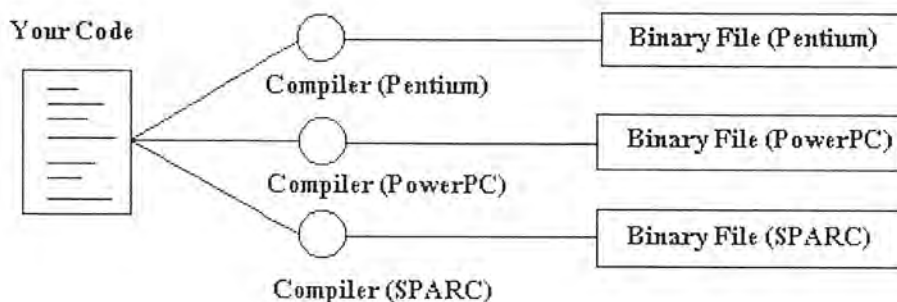 Your Code
Binary File (Pentium)
Compiler (Pentium)
Binary File (PowerPC)
Compiler (PowerPC)
Binary File (SPARC)
Compiler (SPARC)